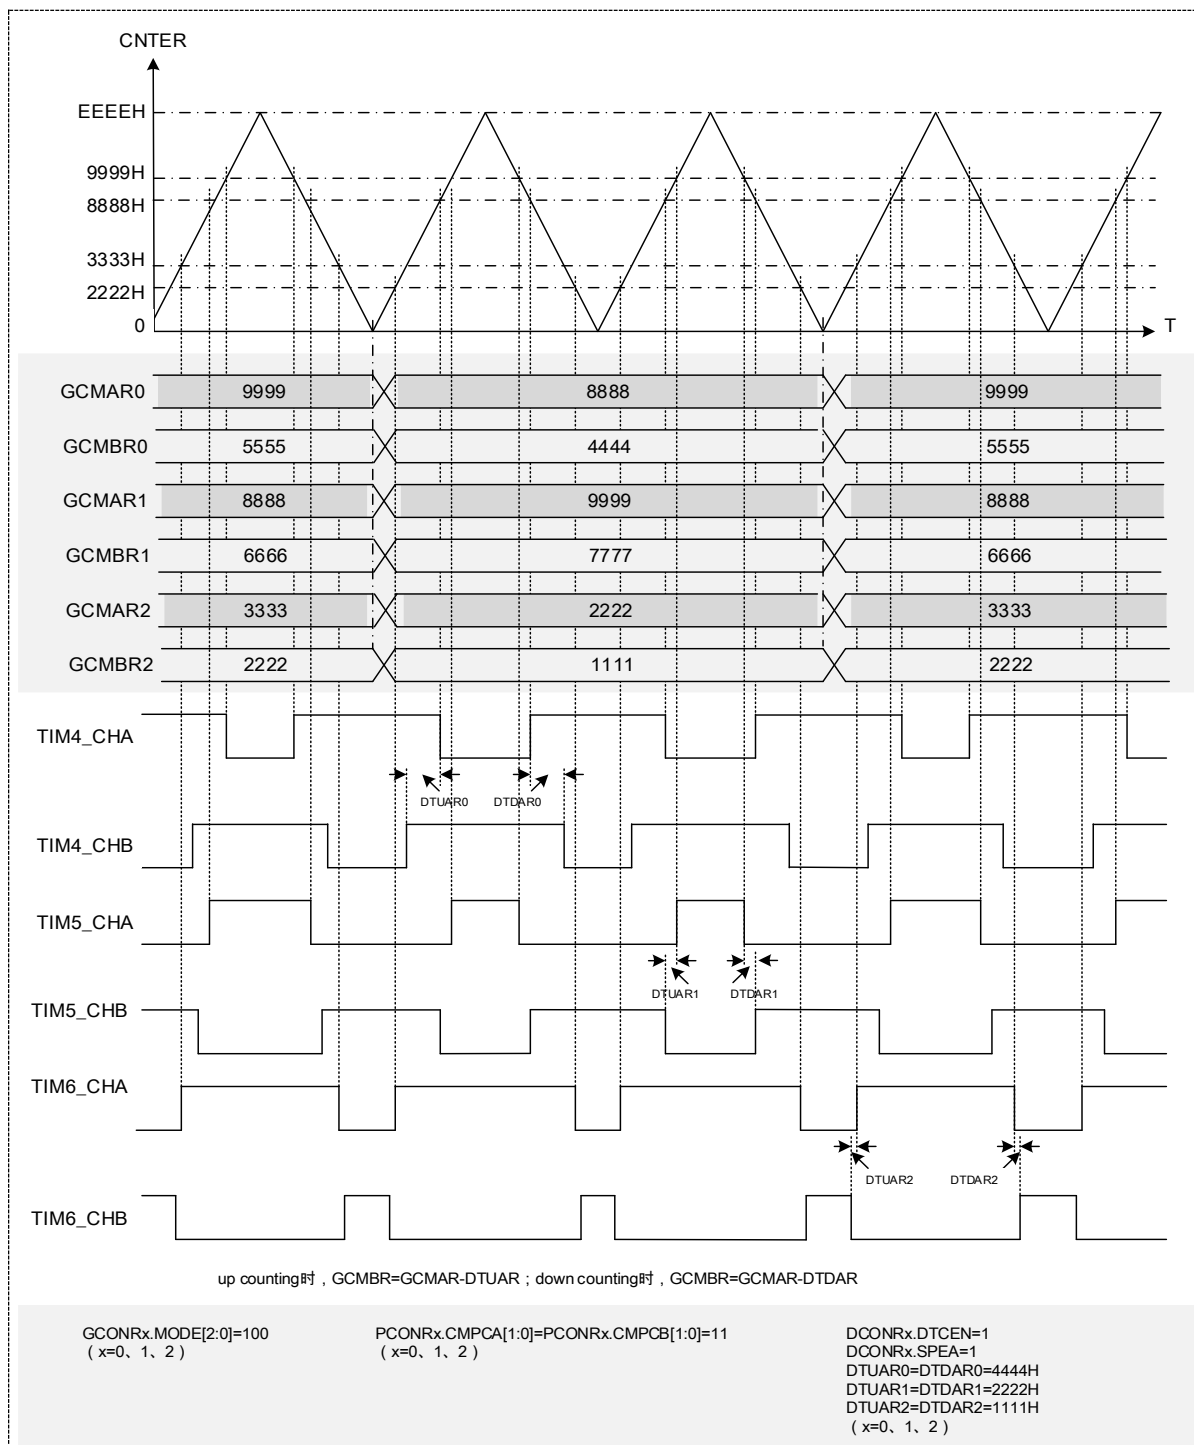 CNTER
EEEEH
9999H
8888H
3333H
2222H
0
T
GCMAR0 9999 8888 9999
GCMBR0 5555 4444 5555
GCMAR1 8888 9999 8888
GCMBR1 6666 7777 6666
GCMAR2 3333 2222 3333
GCMBR2 2222 1111 2222
TIM4_CHA
DTUAR0 DTDAR0
TIM4_CHB
TIM5_CHA
DTUAR1 DTDAR1
TIM5_CHB
TIM6_CHA
DTUAR2 DTDAR2
TIM6_CHB
up counting时，GCMBR=GCMAR-DTUAR；down counting时，GCMBR=GCMAR-DTDAR
GCONRx.MODE[2:0]=100
（x=0、1、2）
PCONRx.CMPCA[1:0]=PCONRx.CMPCB[1:0]=11
（x=0、1、2）
DCONRx.DTCEN=1
DCONRx.SPEA=1
DTUAR0=DTDAR0=4444H
DTUAR1=DTDAR1=2222H
DTUAR2=DTDAR2=1111H
（x=0、1、2）